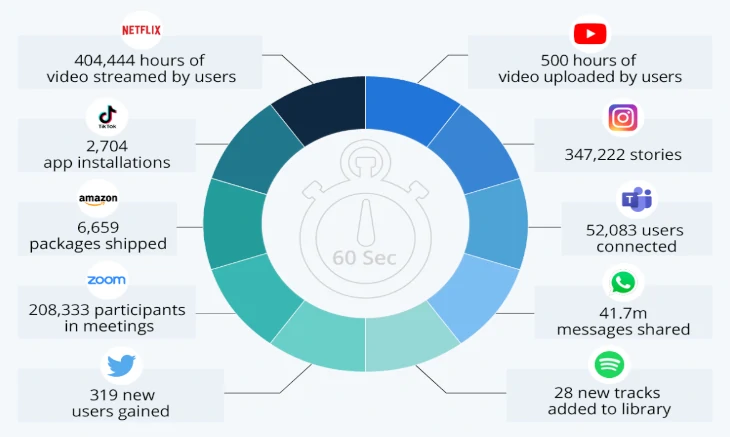 NETFLIX
404,444 hours of
video streamed by users
500 hours of
video uploaded by users
TikTok
2,704
app installations
347,222 stories
amazon
6,659
packages shipped
T
52,083 users
connected
60 Sec
zoom
208,333 participants
in meetings
41.7m
messages shared
319 new
users gained
28 new tracks
added to library